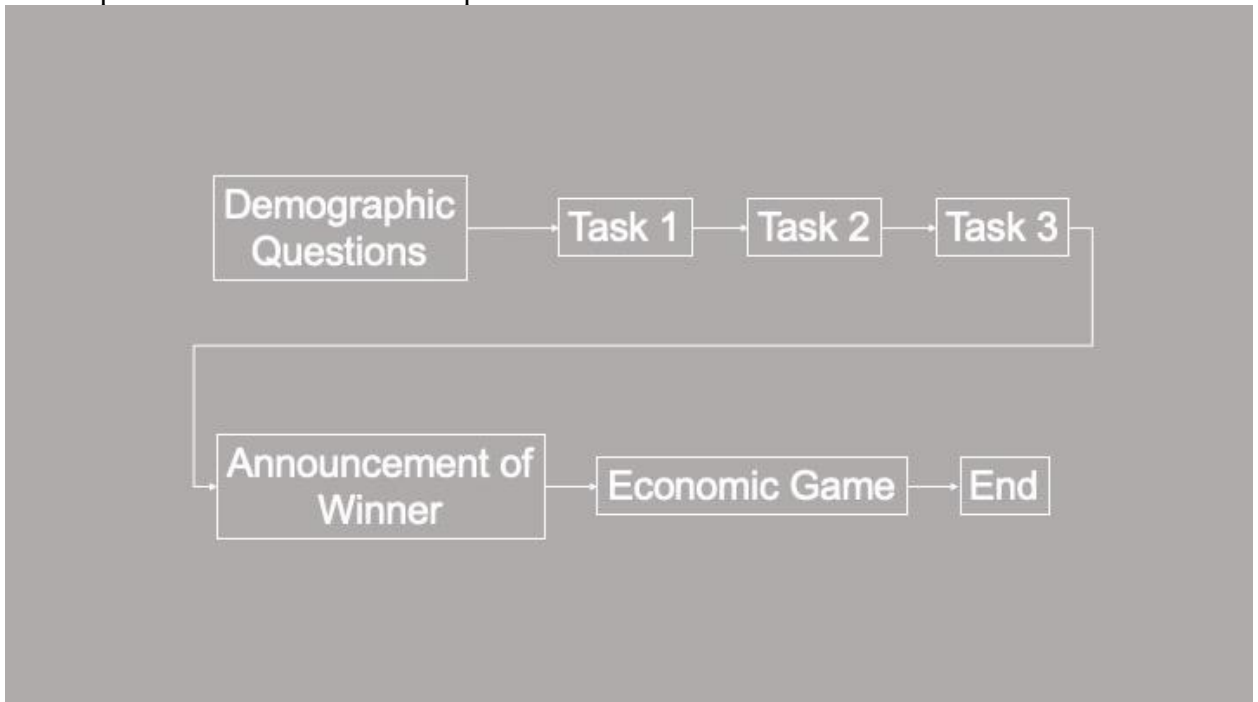 Demographic
Questions
Task 1
Task 2
Task 3
Announcement of
Winner
Economic Game
End